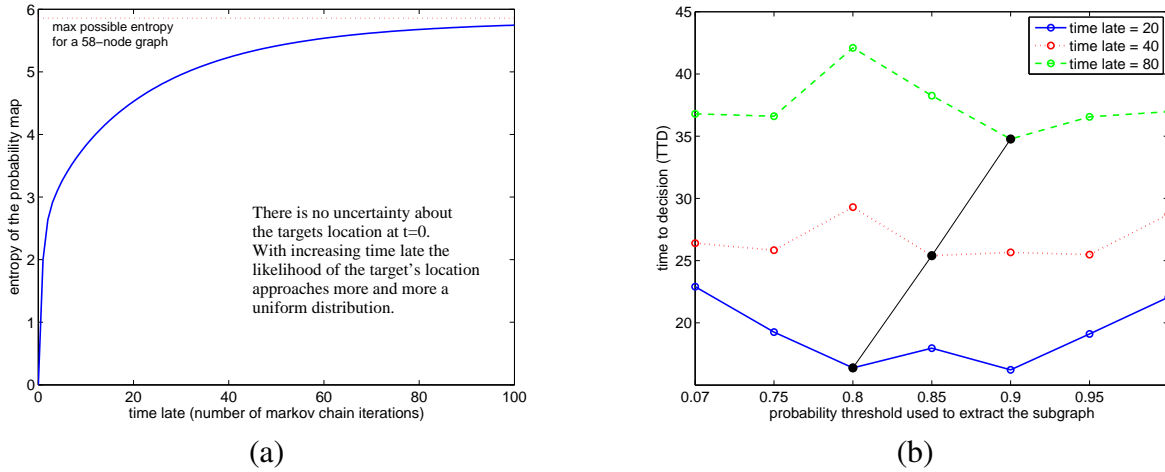 max possible entropy
for a 58−node graph
There is no uncertainty about
the targets location at t=0.
With increasing time late the
likelihood of the target's location
approaches more and more a
uniform distribution.
entropy of the probability map
6
5
4
3
2
1
0
0 20 40 60 80 100
time late (number of markov chain iterations)
(a)
time late = 20
time late = 40
time late = 80
time to decision (TTD)
45
40
35
30
25
20
0.07 0.75 0.8 0.85 0.9 0.95
probability threshold used to extract the subgraph
(b)